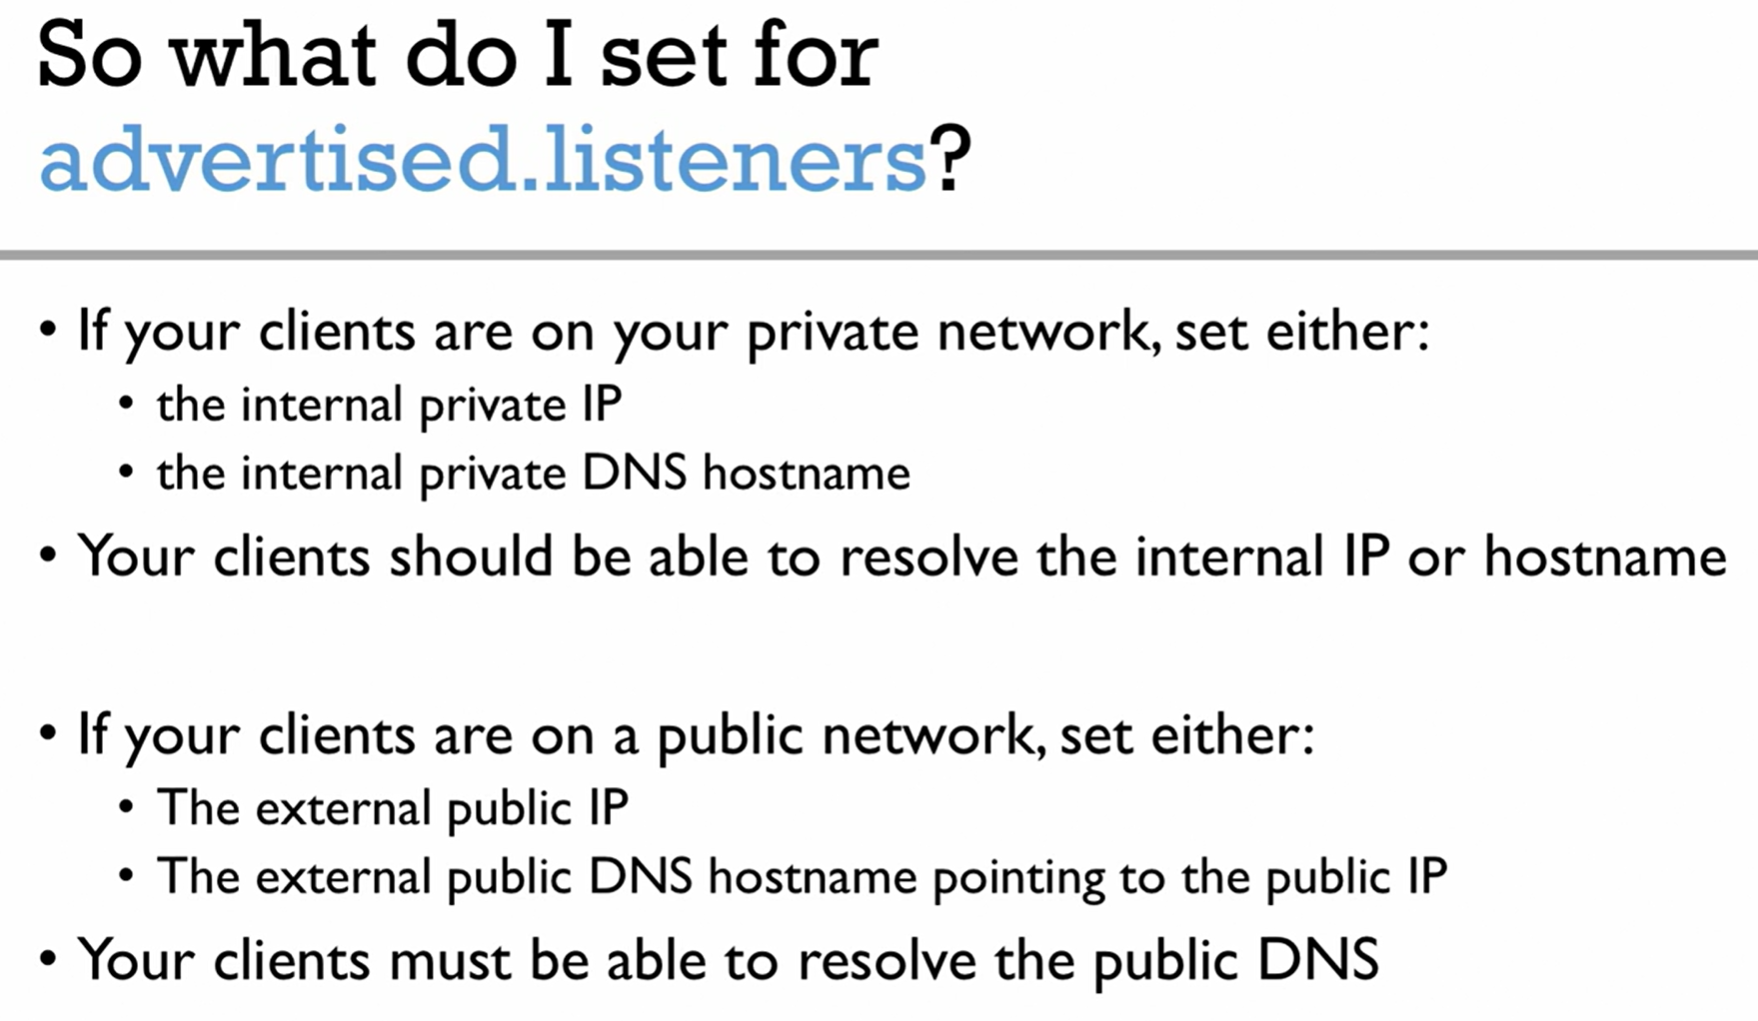 So what do I set for
advertised.listeners?
• If your clients are on your private network, set either:
• the internal private IP
• the internal private DNS hostname
• Your clients should be able to resolve the internal IP or hostname
• If your clients are on a public network, set either:
• The external public IP
• The external public DNS hostname pointing to the public IP
• Your clients must be able to resolve the public DNS